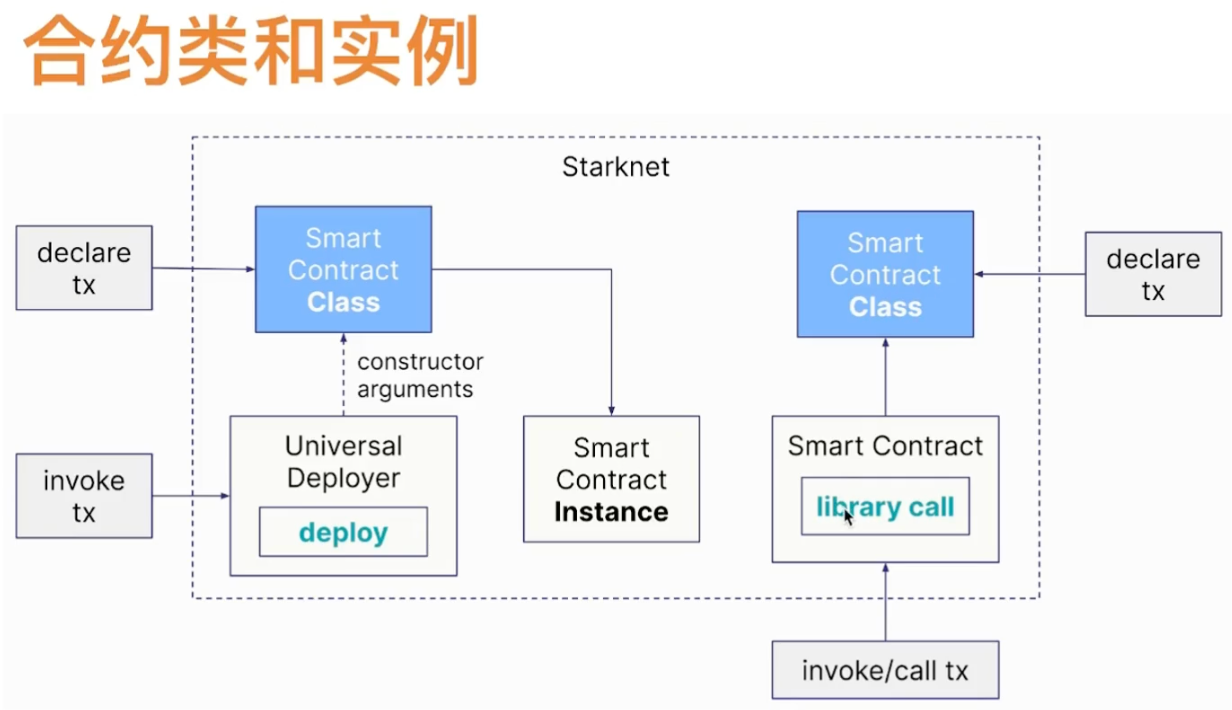 合约类和实例
Starknet
declare
tx
Smart
Contract
Class
Smart
Contract
Class
declare
tx
constructor
arguments
invoke
tx
Universal
Deployer
deploy
Smart
Contract
Instance
Smart Contract
library call
invoke/call tx